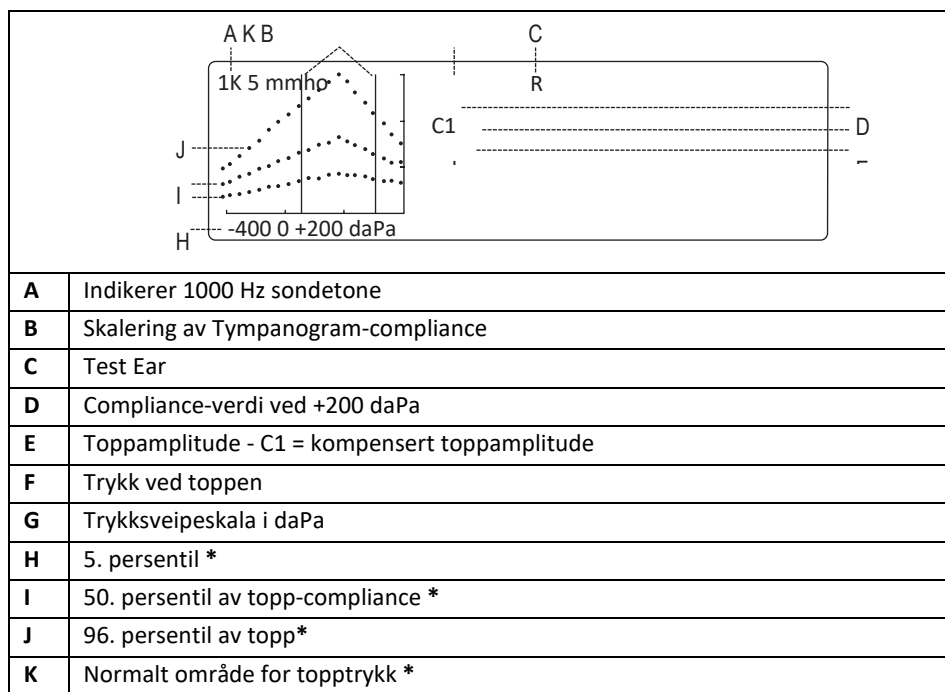 A K B C
1K 5 mmho R
C1 D
J
I
H -400 0 +200 daPa
A Indikerer 1000 Hz sondetone
B Skalering av Tympanogram-compliance
C Test Ear
D Compliance-verdi ved +200 daPa
E Toppamplitude - C1 = kompensert toppamplitude
F Trykk ved toppen
G Trykksveipeskala i daPa
H 5. persentil *
I 50. persentil av topp-compliance *
J 96. persentil av topp*
K Normalt område for topptrykk *